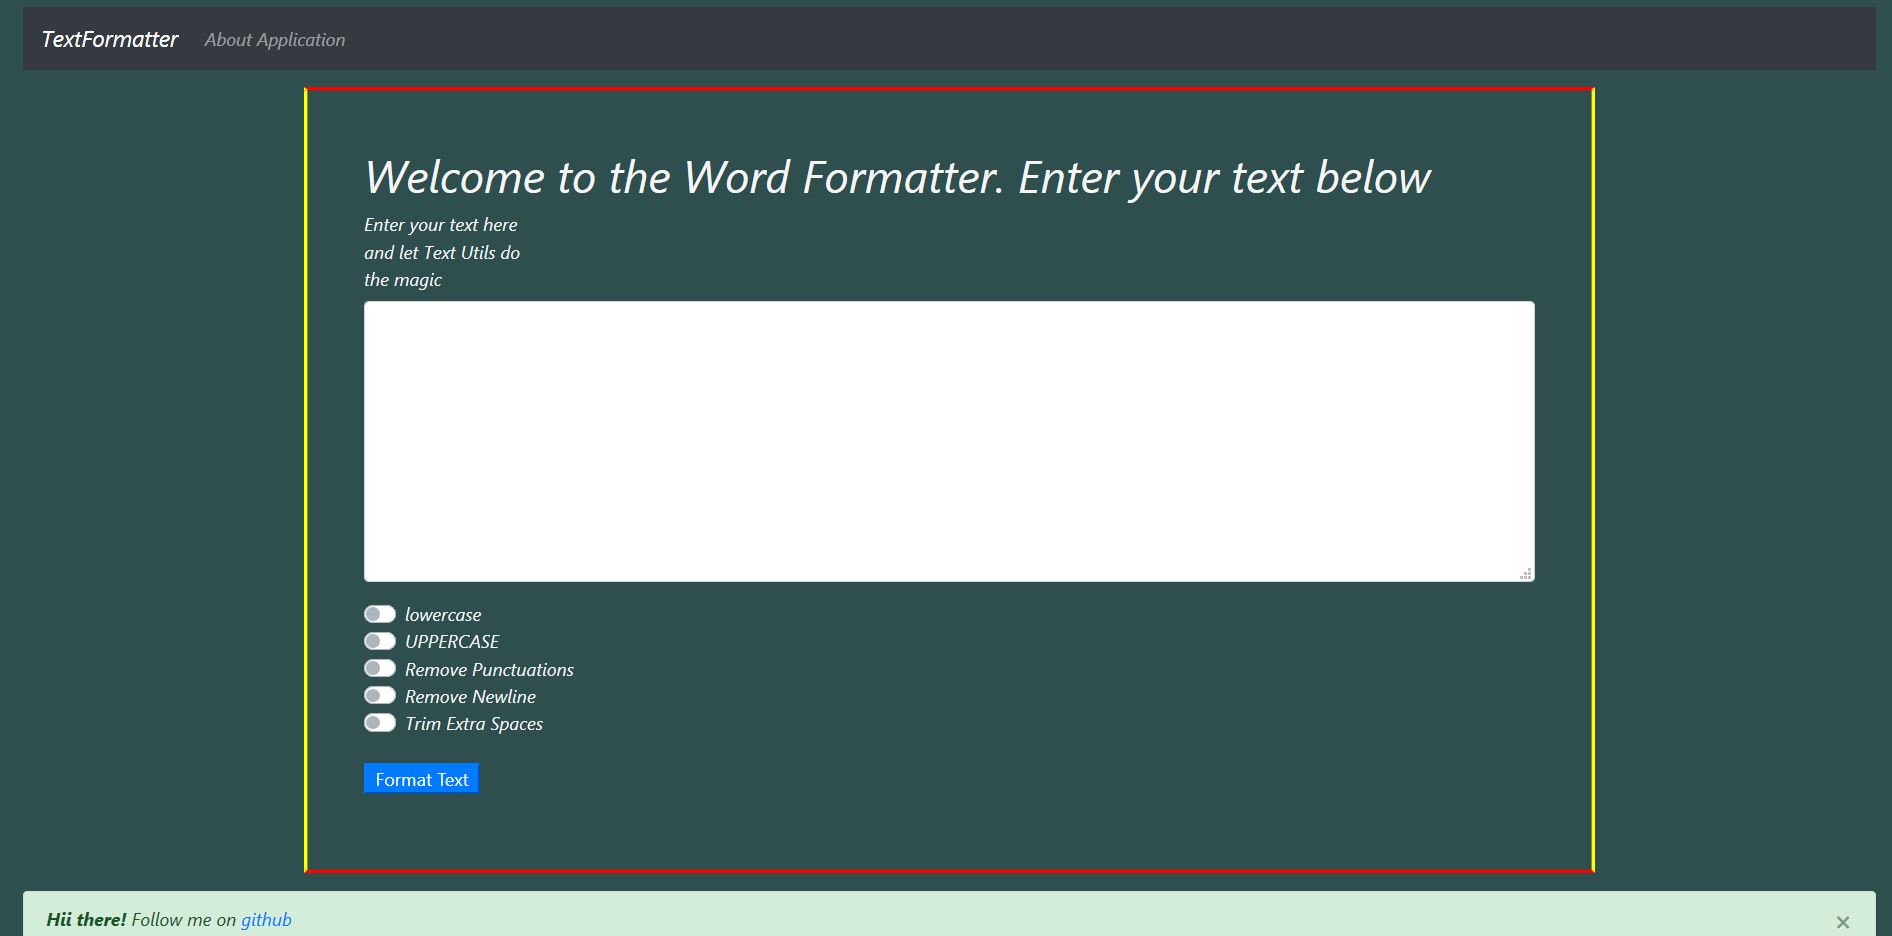 TextFormatter About Application
Welcome to the Word Formatter. Enter your text below
Enter your text here
and let Text Utils do
the magic
lowercase
UPPERCASE
Remove Punctuations
Remove Newline
Trim Extra Spaces
Format Text
Hii there! Follow me on github ×